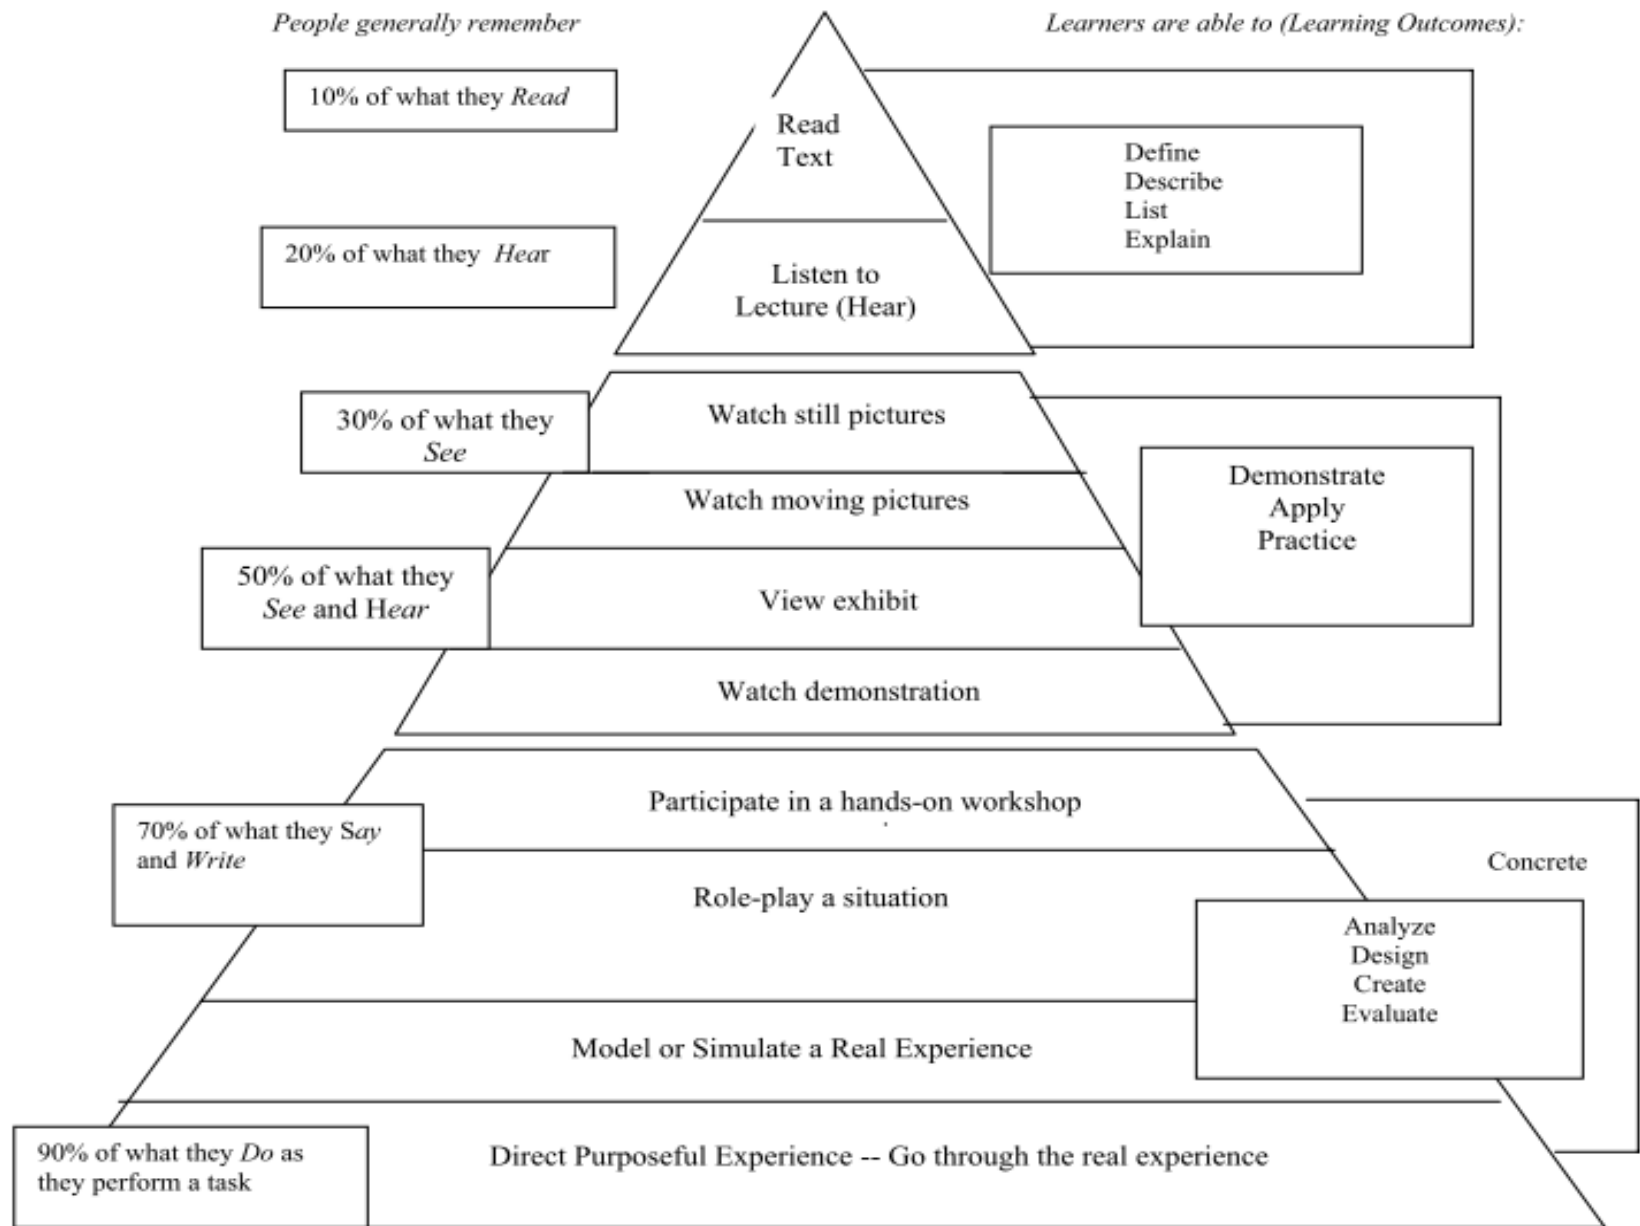 People generally remember
Learners are able to (Learning Outcomes):
10% of what they Read
Read
Text
Define
Describe
List
Explain
20% of what they Hear
Listen to
Lecture (Hear)
30% of what they
See
Watch still pictures
Watch moving pictures
Demonstrate
Apply
Practice
50% of what they
See and Hear
View exhibit
Watch demonstration
Participate in a hands-on workshop
70% of what they Say
and Write
Role-play a situation
Concrete
Analyze
Design
Create
Evaluate
Model or Simulate a Real Experience
90% of what they Do as
they perform a task
Direct Purposeful Experience -- Go through the real experience